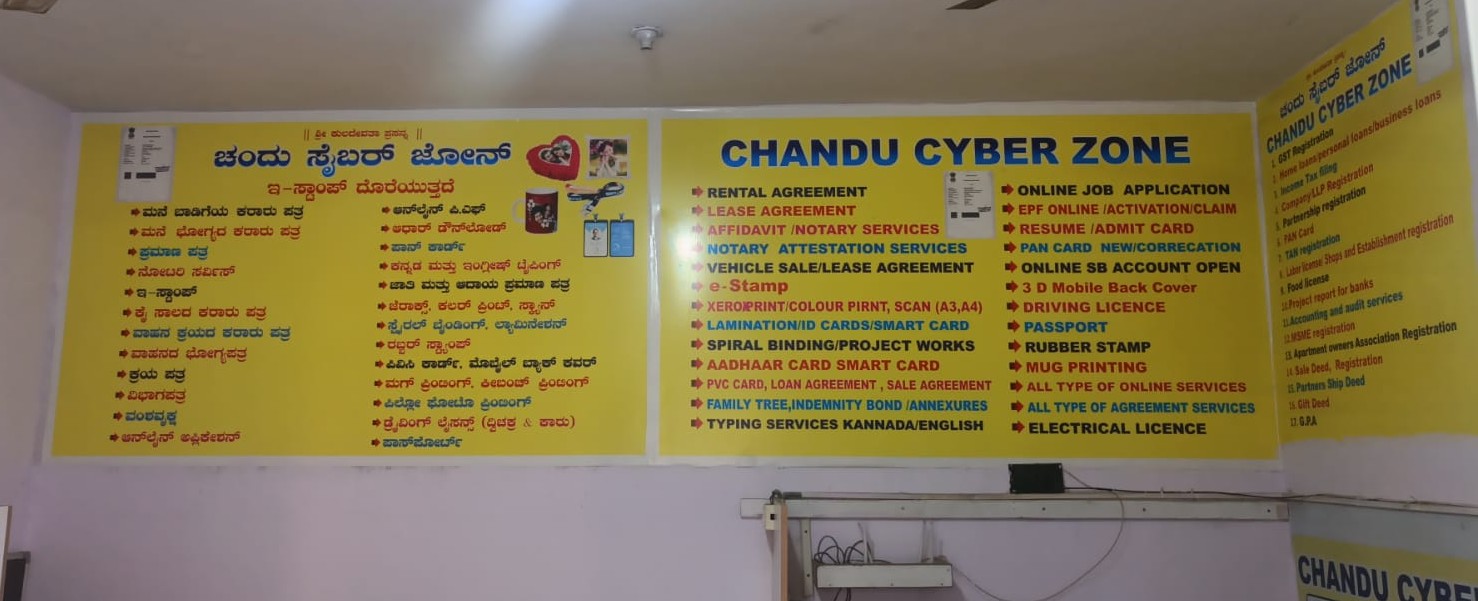 || ಶ್ರೀ ಕುಲದೇವತಾ ಪ್ರಸನ್ನ ||
ಚಂದು ಸೈಬರ್ ಜೋನ್
ಇ-ಸ್ಟಾಂಪ್ ದೊರೆಯುತ್ತದೆ
ಮನೆ ಬಾಡಿಗೆಯ ಕರಾರು ಪತ್ರ
ಮನೆ ಭೋಗ್ಯದ ಕರಾರು ಪತ್ರ
ಪ್ರಮಾಣ ಪತ್ರ
ನೋಟರಿ ಸರ್ವಿಸ್
ಇ-ಸ್ಟಾಂಪ್
ಕೈ ಸಾಲದ ಕರಾರು ಪತ್ರ
ವಾಹನ ಕ್ರಯದ ಕರಾರು ಪತ್ರ
ವಾಹನದ ಭೋಗ್ಯಪತ್ರ
ಕ್ರಯ ಪತ್ರ
ವಿಭಾಗಪತ್ರ
ವಂಶವೃಕ್ಷ
ಆನ್‌ಲೈನ್ ಅಪ್ಲಿಕೇಶನ್
ಆನ್‌ಲೈನ್ ಪಿ.ಎಫ್
ಆಧಾರ್ ಡೌನ್‌ಲೋಡ್
ಪಾನ್ ಕಾರ್ಡ್
ಕನ್ನಡ ಮತ್ತು ಇಂಗ್ಲೀಷ್ ಟೈಪಿಂಗ್
ಜಾತಿ ಮತ್ತು ಆದಾಯ ಪ್ರಮಾಣ ಪತ್ರ
ಜೆರಾಕ್ಸ್, ಕಲರ್ ಪ್ರಿಂಟ್, ಸ್ಕ್ಯಾನ್
ಸ್ಪೈರಲ್ ಬೈಂಡಿಂಗ್, ಲ್ಯಾಮಿನೇಶನ್
ರಬ್ಬರ್ ಸ್ಟ್ಯಾಂಪ್
ಪಿವಿಸಿ ಕಾರ್ಡ್, ಮೊಬೈಲ್ ಬ್ಯಾಕ್ ಕವರ್
ಮಗ್ ಪ್ರಿಂಟಿಂಗ್, ಕೀಬಂಚ್ ಪ್ರಿಂಟಿಂಗ್
ಪಿಲ್ಲೋ ಫೋಟೊ ಪ್ರಿಂಟಿಂಗ್
ಡ್ರೈವಿಂಗ್ ಲೈಸನ್ಸ್ (ದ್ವಿಚಕ್ರ & ಕಾರು)
ಪಾಸ್‌ಪೋರ್ಟ್
CHANDU CYBER ZONE
RENTAL AGREEMENT
LEASE AGREEMENT
AFFIDAVIT /NOTARY SERVICES
NOTARY ATTESTATION SERVICES
VEHICLE SALE/LEASE AGREEMENT
e-Stamp
XEROXPRINT/COLOUR PIRNT, SCAN (A3,A4)
LAMINATION/ID CARDS/SMART CARD
SPIRAL BINDING/PROJECT WORKS
AADHAAR CARD SMART CARD
PVC CARD, LOAN AGREEMENT , SALE AGREEMENT
FAMILY TREE,INDEMNITY BOND /ANNEXURES
TYPING SERVICES KANNADA/ENGLISH
ONLINE JOB APPLICATION
EPF ONLINE /ACTIVATION/CLAIM
RESUME /ADMIT CARD
PAN CARD NEW/CORRECATION
ONLINE SB ACCOUNT OPEN
3 D Mobile Back Cover
DRIVING LICENCE
PASSPORT
RUBBER STAMP
MUG PRINTING
ALL TYPE OF ONLINE SERVICES
ALL TYPE OF AGREEMENT SERVICES
ELECTRICAL LICENCE
ಚಂದು ಸೈಬರ್ ಜೋನ್
CHANDU CYBER ZONE
1. GST Registration
2. Home loans/personal loans/business loans
3. Income Tax filing
4. Company/LLP Registration
5. Partnership registration
6. PAN Card
7. TAN registration
8. Labor license/ Shops and Establishment registration
9. Food license
10.Project report for banks
11.Accounting and audit services
12.MSME registration
13. Apartment owners Association Registration
14. Sale Deed, Registration
15. Partners Ship Deed
16. Gift Deed
17. G.P.A
CHANDU CYBE